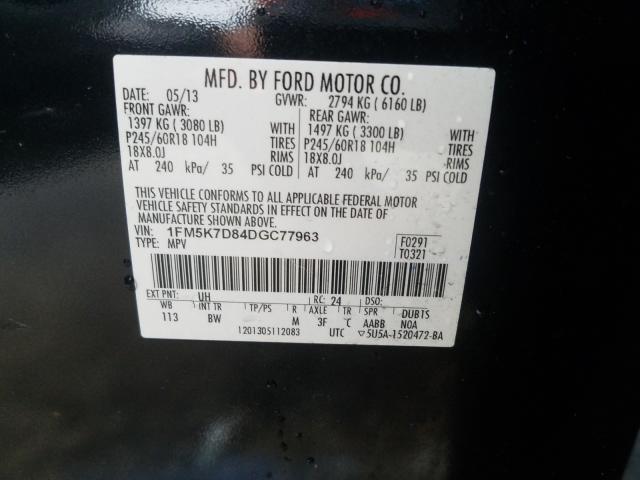 MFD. BY FORD MOTOR CO.
DATE: 05/13 GVWR: 2794 KG ( 6160 LB)
FRONT GAWR: REAR GAWR:
1397 KG ( 3080 LB) WITH 1497 KG ( 3300 LB) WITH
P245/60R18 104H TIRES P245/60R18 104H TIRES
18X8.0J RIMS 18X8.0J RIMS
AT 240 kPa/ 35 PSI COLD AT 240 kPa/ 35 PSI COLD
THIS VEHICLE CONFORMS TO ALL APPLICABLE FEDERAL MOTOR
VEHICLE SAFETY STANDARDS IN EFFECT ON THE DATE OF
MANUFACTURE SHOWN ABOVE.
VIN: 1FM5K7D84DGC77963 F0291
TYPE: MPV T0321
EXT PNT: UH RC: 24 DSO:
WB INT TR TP/PS R AXLE TR SPR DUBTS
113 BW M 3F C AABB N0A
1201305112083 UTC ▽5U5A-1520472-BA